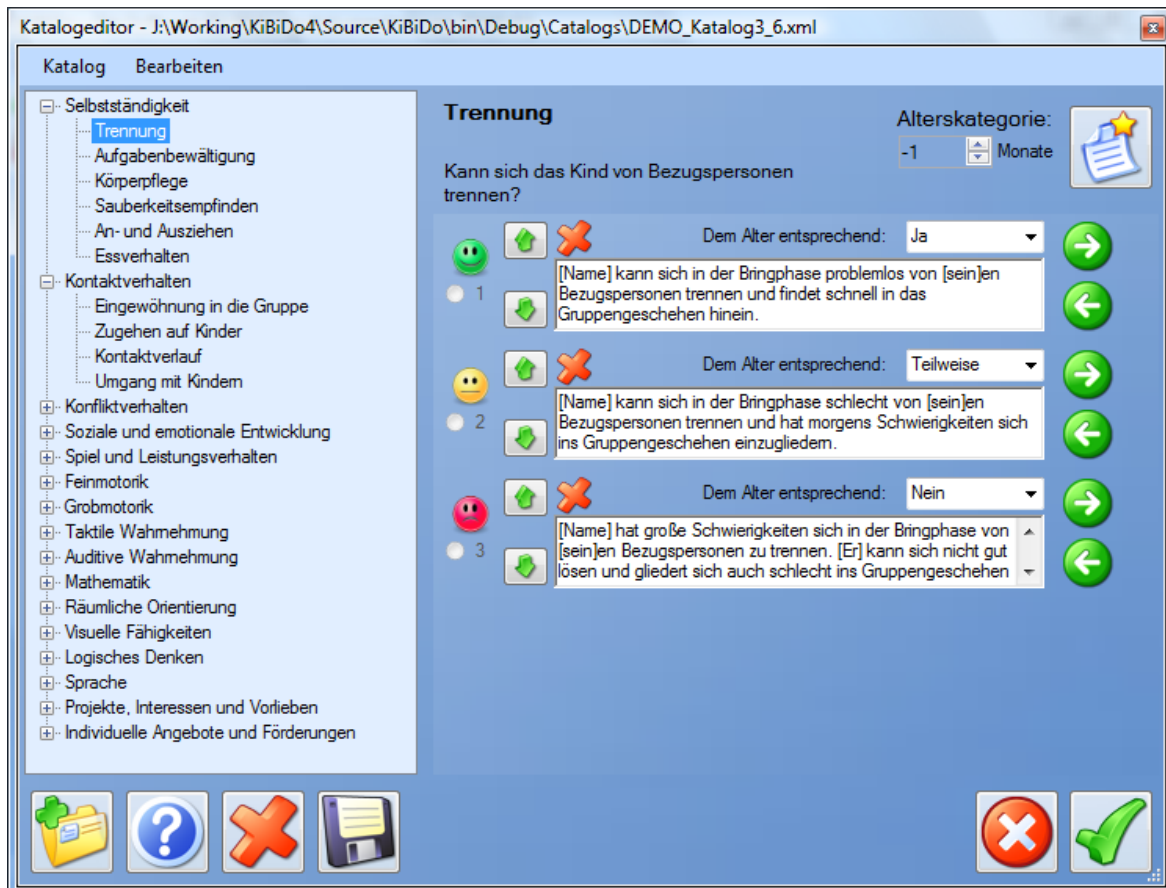 Katalogeditor - J:\Working\KiBiDo4\Source\KiBiDo\bin\Debug\Catalogs\DEMO_Katalog3_6.xml
Katalog Bearbeiten
Selbstständigkeit
Trennung
Aufgabenbewältigung
Körperpflege
Sauberkeitsempfinden
An- und Ausziehen
Essverhalten
Kontaktverhalten
Eingewöhnung in die Gruppe
Zugehen auf Kinder
Kontaktverlauf
Umgang mit Kindern
Konfliktverhalten
Soziale und emotionale Entwicklung
Spiel und Leistungsverhalten
Feinmotorik
Grobmotorik
Taktile Wahrnehmung
Auditive Wahrnehmung
Mathematik
Räumliche Orientierung
Visuelle Fähigkeiten
Logisches Denken
Sprache
Projekte, Interessen und Vorlieben
Individuelle Angebote und Förderungen
Trennung
Alterskategorie:
-1 Monate
Kann sich das Kind von Bezugspersonen
trennen?
Dem Alter entsprechend: Ja
1
[Name] kann sich in der Bringphase problemlos von [sein]en
Bezugspersonen trennen und findet schnell in das
Gruppengeschehen hinein.
Dem Alter entsprechend: Teilweise
2
[Name] kann sich in der Bringphase schlecht von [sein]en
Bezugspersonen trennen und hat morgens Schwierigkeiten sich
ins Gruppengeschehen einzugliedern.
Dem Alter entsprechend: Nein
3
[Name] hat große Schwierigkeiten sich in der Bringphase von
[sein]en Bezugspersonen zu trennen. [Er] kann sich nicht gut
lösen und gliedert sich auch schlecht ins Gruppengeschehen